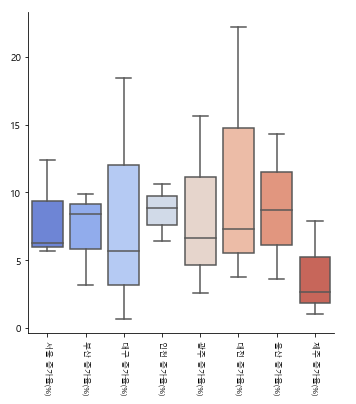 20
15
10
5
0
서울 증가율(%)
부산 증가율(%)
대구 증가율(%)
인천 증가율(%)
광주 증가율(%)
대전 증가율(%)
울산 증가율(%)
제주 증가율(%)